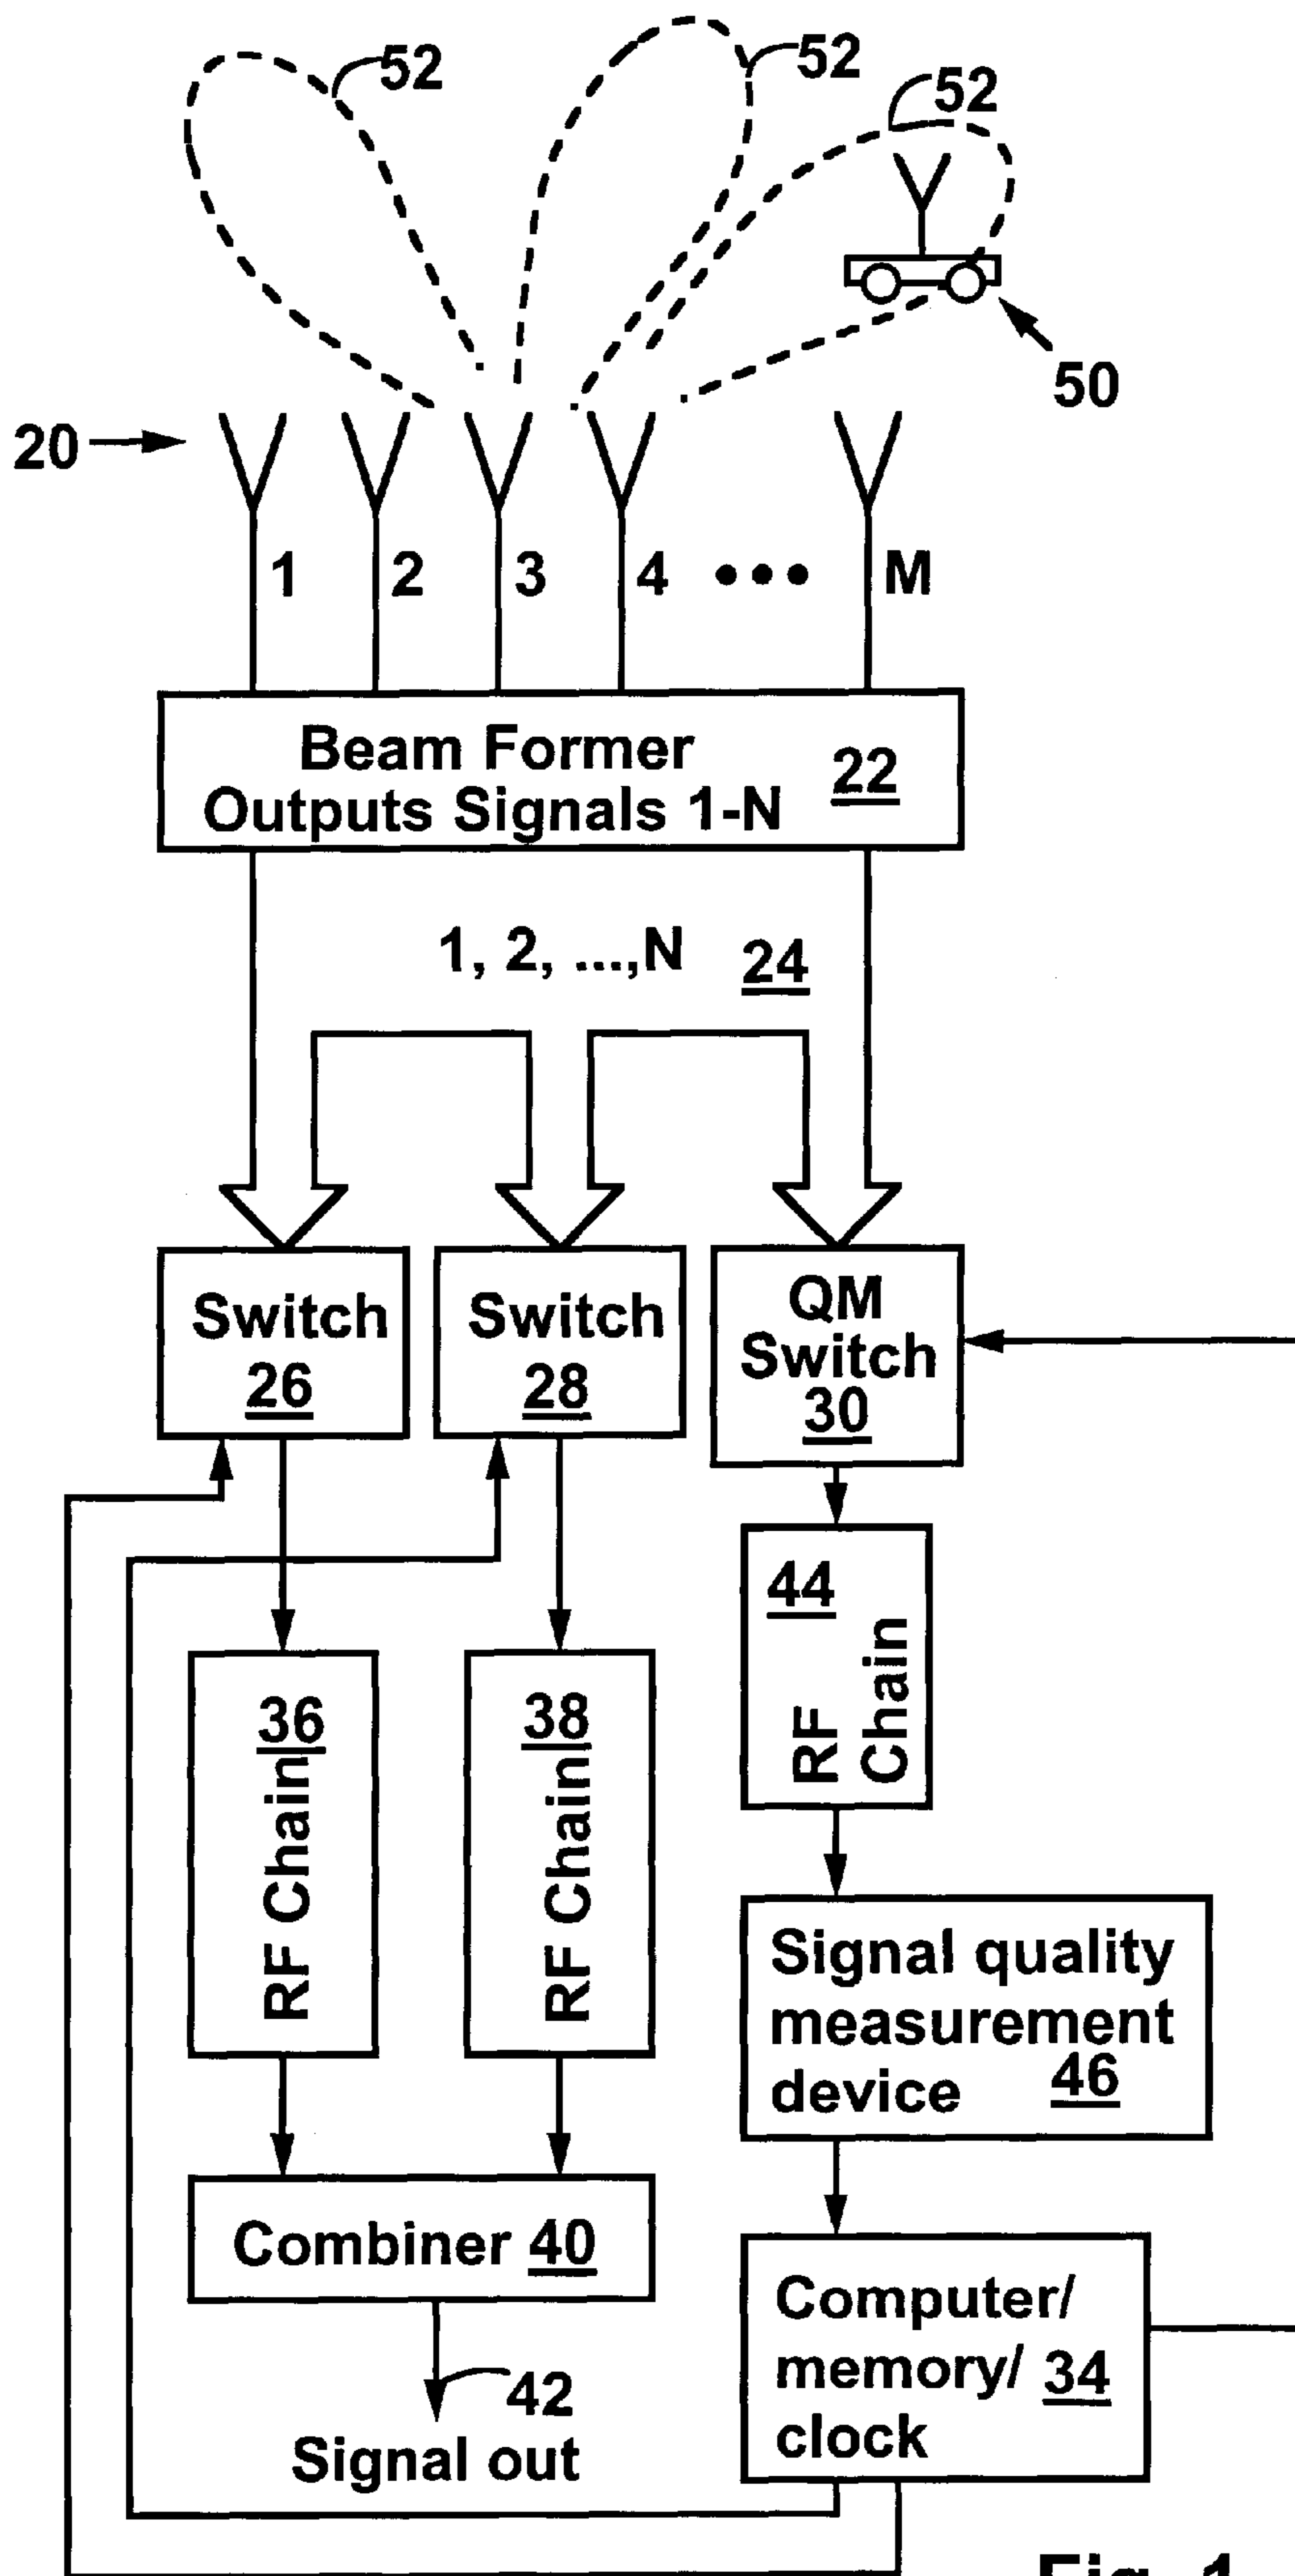 52
52
52
50
20
1 2 3 4 ••• M
Beam Former
Outputs Signals 1-N 22
1, 2, ...,N 24
Switch
26
Switch
28
QM
Switch
30
44
RF
Chain
36
RF Chain
38
RF Chain
Signal quality
measurement
device 46
Combiner 40
Computer/
memory/ 34
clock
42
Signal out